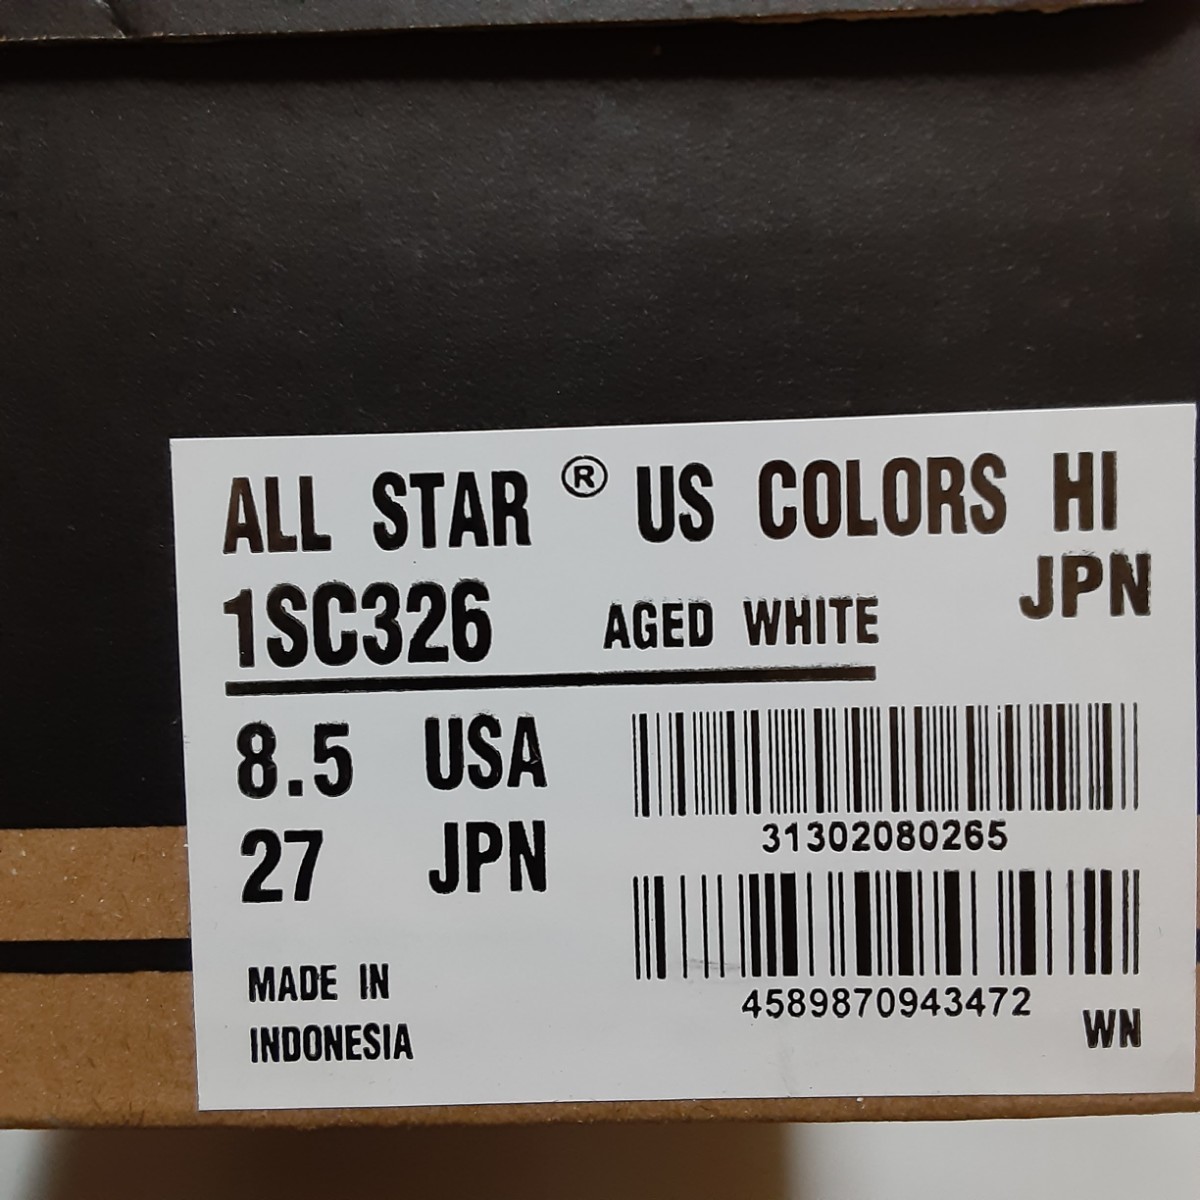 ALL STAR ® US COLORS HI
JPN
1SC326 AGED WHITE
8.5 USA
27 JPN
31302080265
4589870943472
MADE IN
INDONESIA
WN